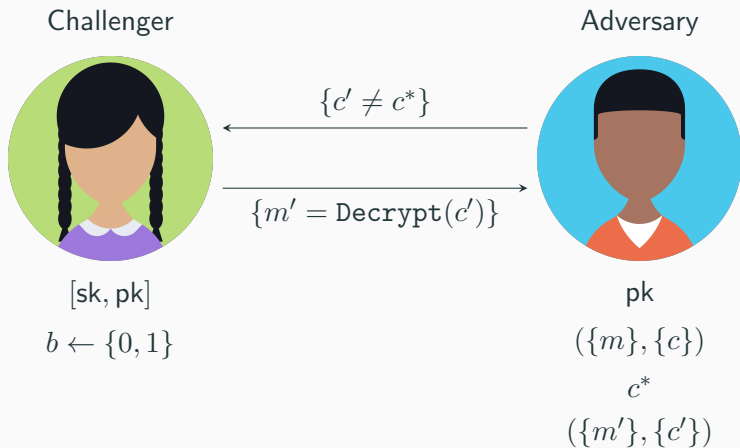 Challenger
Adversary
{c′ ≠ c*}
{m′ = Decrypt(c′)}
[sk, pk]
b ← {0, 1}
pk
({m}, {c})
c*
({m′}, {c′})